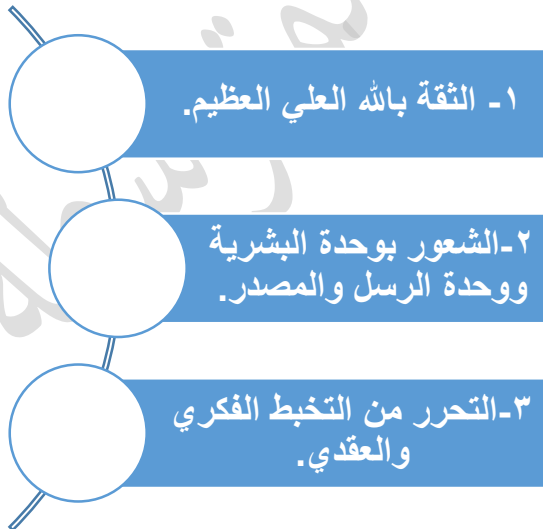 ١- الثقة بالله العلي العظيم.
٢-الشعور بوحدة البشرية
ووحدة الرسل والمصدر.
٣-التحرر من التخبط الفكري
والعقدي.